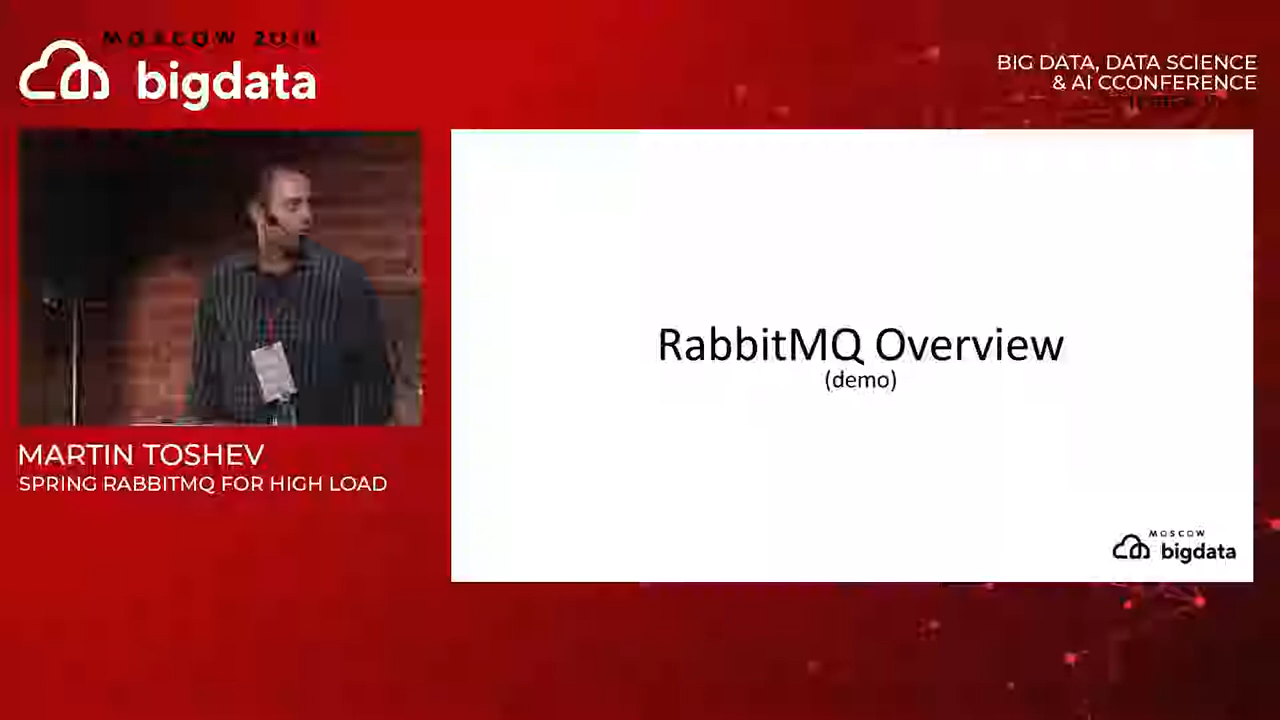 MOSCOW
bigdata
BIG DATA, DATA SCIENCE
& AI CCONFERENCE
RabbitMQ Overview
(demo)
MOSCOW
bigdata
MARTIN TOSHEV
SPRING RABBITMQ FOR HIGH LOAD